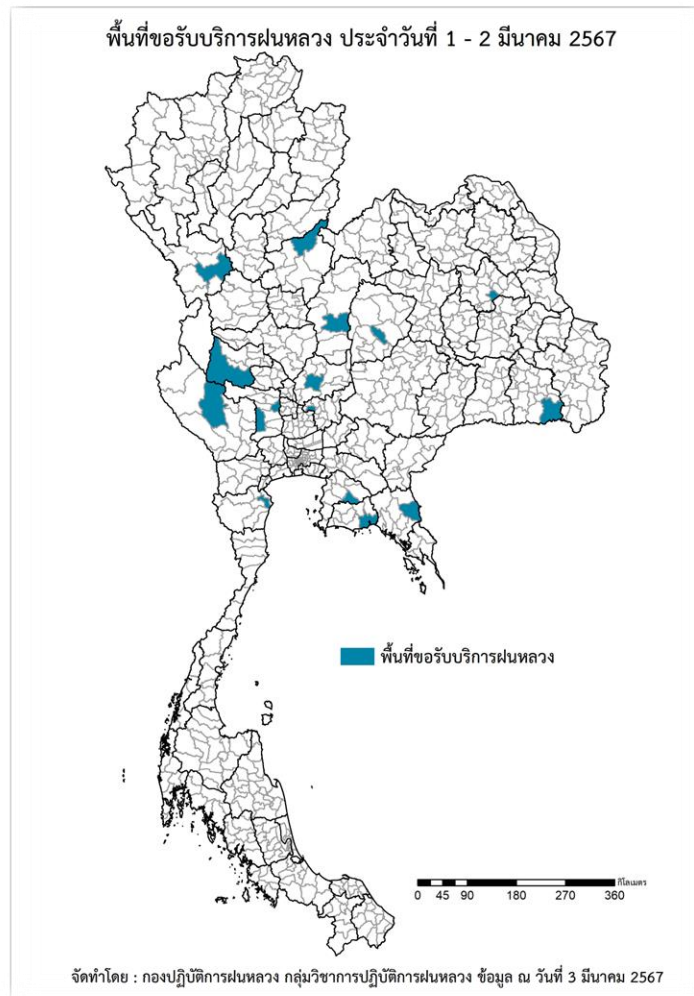 พื้นที่ขอรับบริการฝนหลวง ประจำวันที่ 1 - 2 มีนาคม 2567
พื้นที่ขอรับบริการฝนหลวง
กิโลเมตร
0 45 90 180 270 360
จัดทำโดย : กองปฏิบัติการฝนหลวง กลุ่มวิชาการปฏิบัติการฝนหลวง ข้อมูล ณ วันที่ 3 มีนาคม 2567